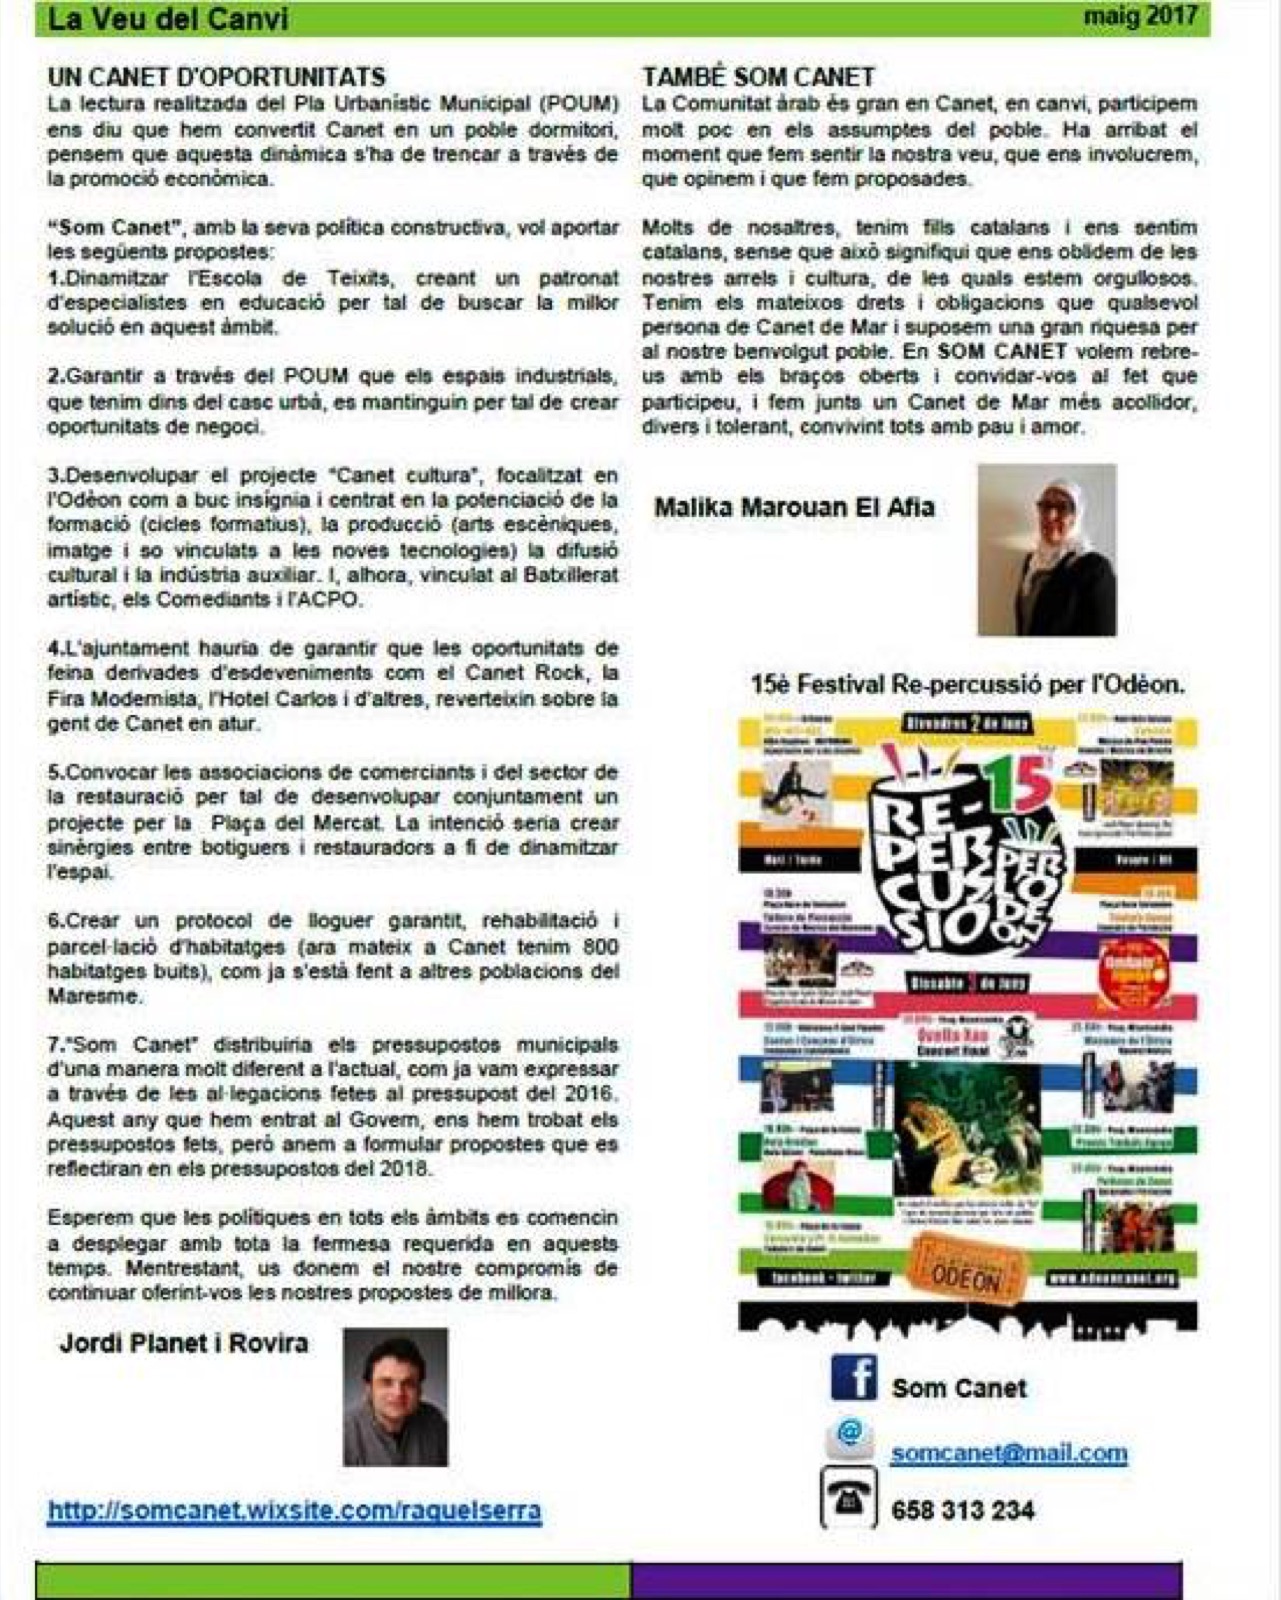 La Veu del Canvi
maig 2017
UN CANET D'OPORTUNITATS
La lectura realitzada del Pla Urbanístic Municipal (POUM)
ens diu que hem convertit Canet en un poble dormitori,
pensem que aquesta dinàmica s'ha de trencar a través de
la promoció econòmica.
"Som Canet", amb la seva política constructiva, vol aportar
les següents propostes:
1.Dinamitzar l'Escola de Teixits, creant un patronat
d'especialistes en educació per tal de buscar la millor
solució en aquest àmbit.
2.Garantir a través del POUM que els espais industrials,
que tenim dins del casc urbà, es mantinguin per tal de crear
oportunitats de negoci.
3.Desenvolupar el projecte "Canet cultura", focalitzat en
l'Odèon com a buc insígnia i centrat en la potenciació de la
formació (cicles formatius), la producció (arts escèniques,
imatge i so vinculats a les noves tecnologies) la difusió
cultural i la indústria auxiliar. I, alhora, vinculat al Batxillerat
artístic, els Comediants i l'ACPO.
4.L'ajuntament hauria de garantir que les oportunitats de
feina derivades d'esdeveniments com el Canet Rock, la
Fira Modernista, l'Hotel Carlos i d'altres, reverteixin sobre la
gent de Canet en atur.
5.Convocar les associacions de comerciants i del sector de
la restauració per tal de desenvolupar conjuntament un
projecte per la Plaça del Mercat. La intenció seria crear
sinèrgies entre botiguers i restauradors a fi de dinamitzar
l'espai.
6.Crear un protocol de lloguer garantit, rehabilitació i
parcel·lació d'habitatges (ara mateix a Canet tenim 800
habitatges buits), com ja s'està fent a altres poblacions del
Maresme.
7."Som Canet" distribuiria els pressupostos municipals
d'una manera molt diferent a l'actual, com ja vam expressar
a través de les al·legacions fetes al pressupost del 2016.
Aquest any que hem entrat al Govern, ens hem trobat els
pressupostos fets, però anem a formular propostes que es
reflectiran en els pressupostos del 2018.
Esperem que les polítiques en tots els àmbits es comencin
a desplegar amb tota la fermesa requerida en aquests
temps. Mentrestant, us donem el nostre compromís de
continuar oferint-vos les nostres propostes de millora.
Jordi Planet i Rovira
http://somcanet.wixsite.com/raquelserra
TAMBÉ SOM CANET
La Comunitat àrab és gran en Canet, en canvi, participem
molt poc en els assumptes del poble. Ha arribat el
moment que fem sentir la nostra veu, que ens involucrem,
que opinem i que fem proposades.
Molts de nosaltres, tenim fills catalans i ens sentim
catalans, sense que això signifiqui que ens oblidem de les
nostres arrels i cultura, de les quals estem orgullosos.
Tenim els mateixos drets i obligacions que qualsevol
persona de Canet de Mar i suposem una gran riquesa per
al nostre benvolgut poble. En SOM CANET volem rebre-
us amb els braços oberts i convidar-vos al fet que
participeu, i fem junts un Canet de Mar més acollidor,
divers i tolerant, convivint tots amb pau i amor.
Malika Marouan El Afia
15è Festival Re-percussió per l'Odèon.
Divendres 2 de juny
15
RE-
PER
CUS
SIO
PER
L'O
DE
ON
Dissabte 3 de juny
Ovella Xao
Concert Final
facebook - twitter
ODEON
www.odeoncanet.org
Som Canet
somcanet@mail.com
658 313 234